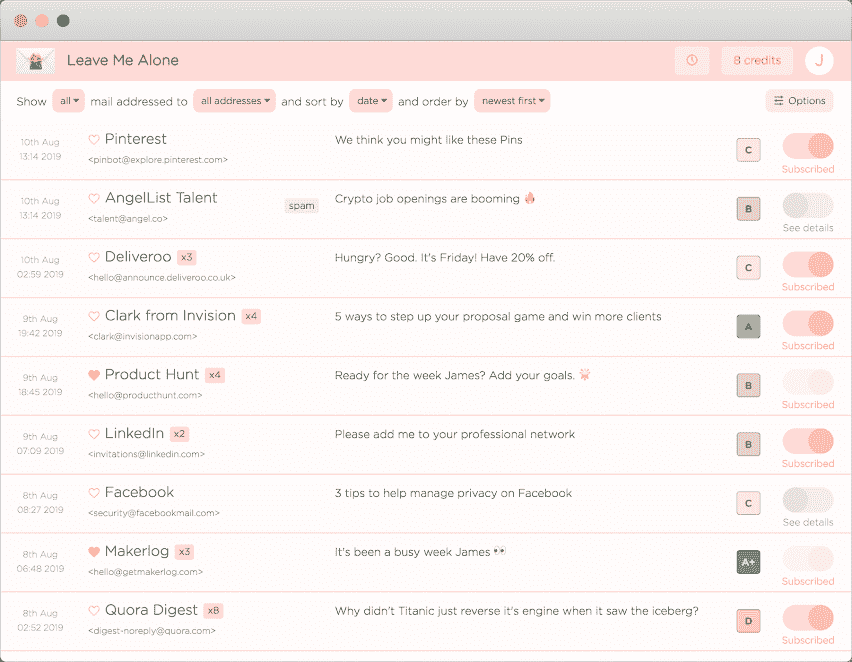 Leave Me Alone
8 credits
J
Show all mail addressed to all addresses and sort by date and order by newest first
Options
10th Aug
13:14 2019
Pinterest
<pinbot@explore.pinterest.com>
We think you might like these Pins
C
Subscribed
10th Aug
13:14 2019
AngelList Talent
<talent@angel.co>
spam
Crypto job openings are booming 🔥
B
See details
10th Aug
02:59 2019
Deliveroo x3
<hello@announce.deliveroo.co.uk>
Hungry? Good. It's Friday! Have 20% off.
C
Subscribed
9th Aug
19:42 2019
Clark from Invision x4
<clark@invisionapp.com>
5 ways to step up your proposal game and win more clients
A
Subscribed
9th Aug
18:45 2019
Product Hunt x4
<hello@producthunt.com>
Ready for the week James? Add your goals.
B
Subscribed
9th Aug
07:09 2019
LinkedIn x2
<invitations@linkedin.com>
Please add me to your professional network
B
Subscribed
8th Aug
08:27 2019
Facebook
<security@facebookmail.com>
3 tips to help manage privacy on Facebook
C
See details
8th Aug
06:48 2019
Makerlog x3
<hello@getmakerlog.com>
It's been a busy week James 👀
A+
Subscribed
8th Aug
02:52 2019
Quora Digest x8
<digest-noreply@quora.com>
Why didn't Titanic just reverse it's engine when it saw the iceberg?
D
Subscribed